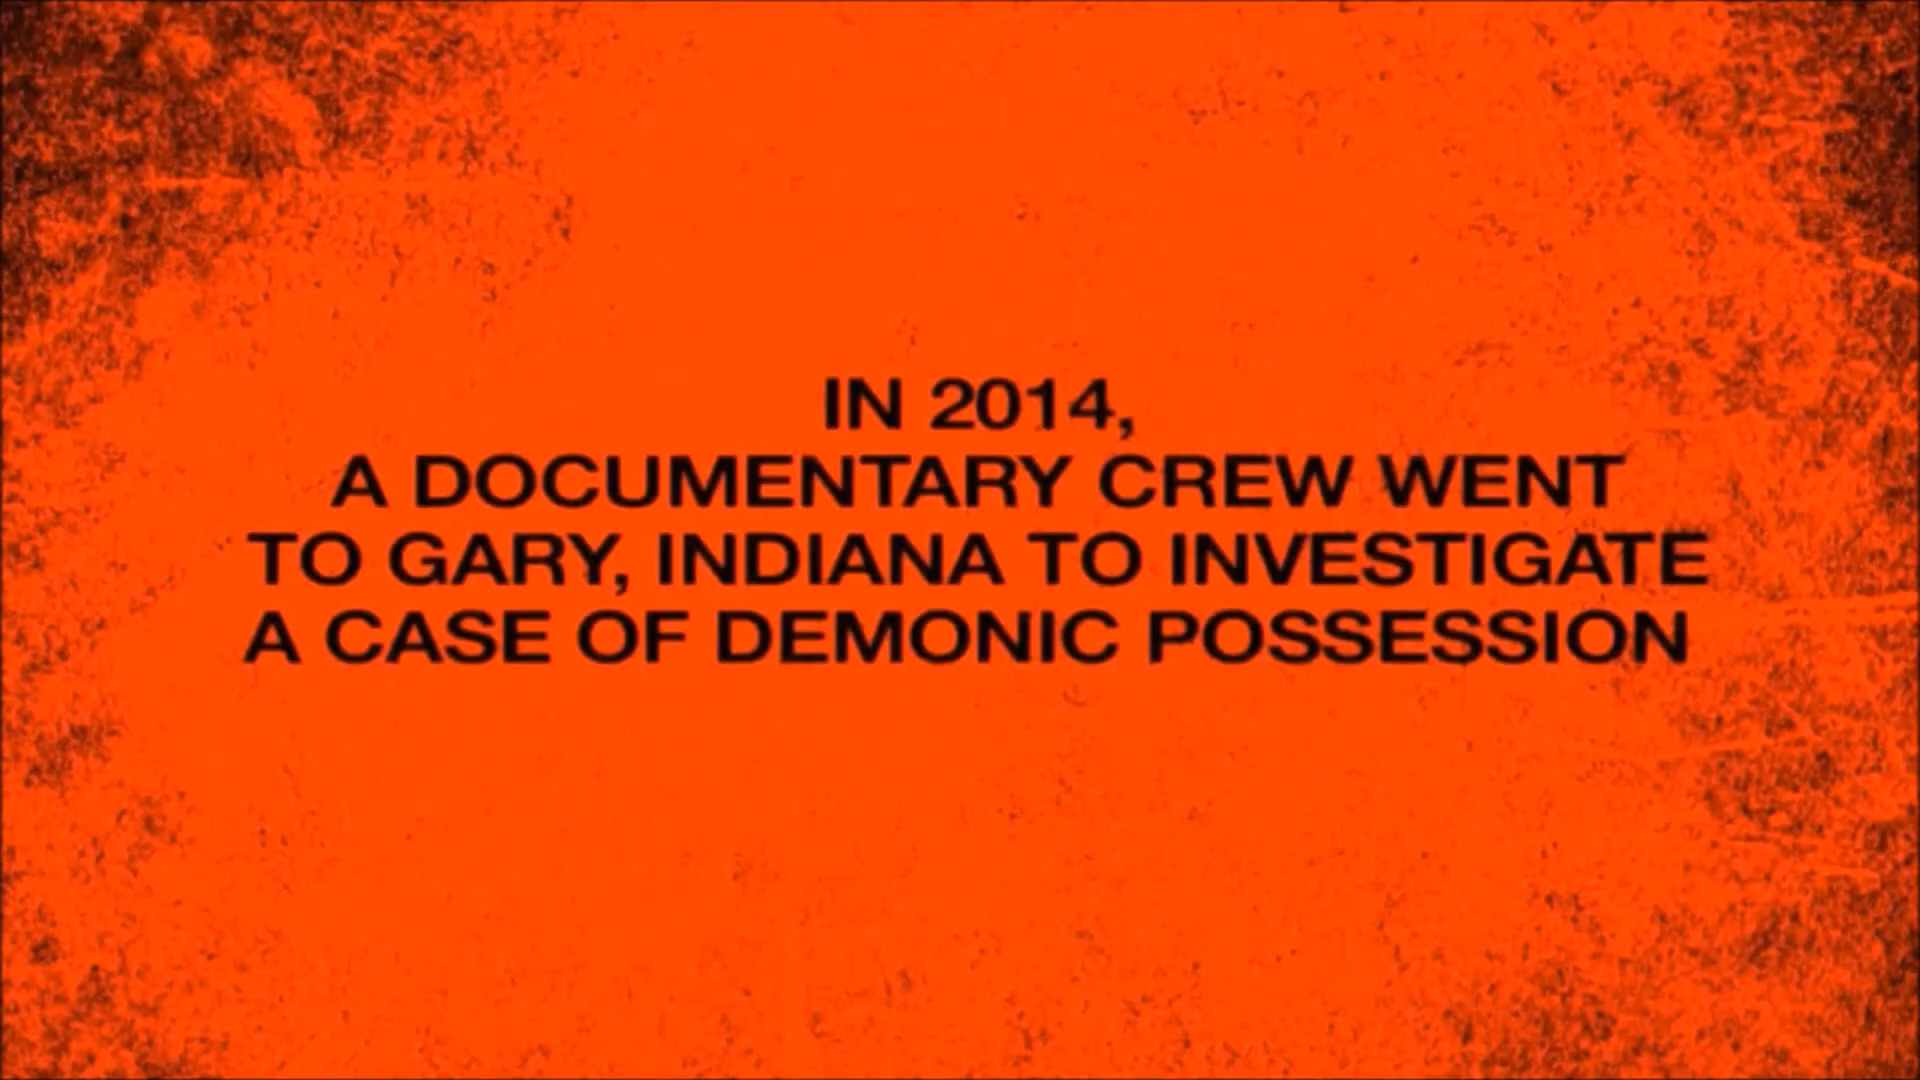 IN 2014,
A DOCUMENTARY CREW WENT
TO GARY, INDIANA TO INVESTIGATE
A CASE OF DEMONIC POSSESSION